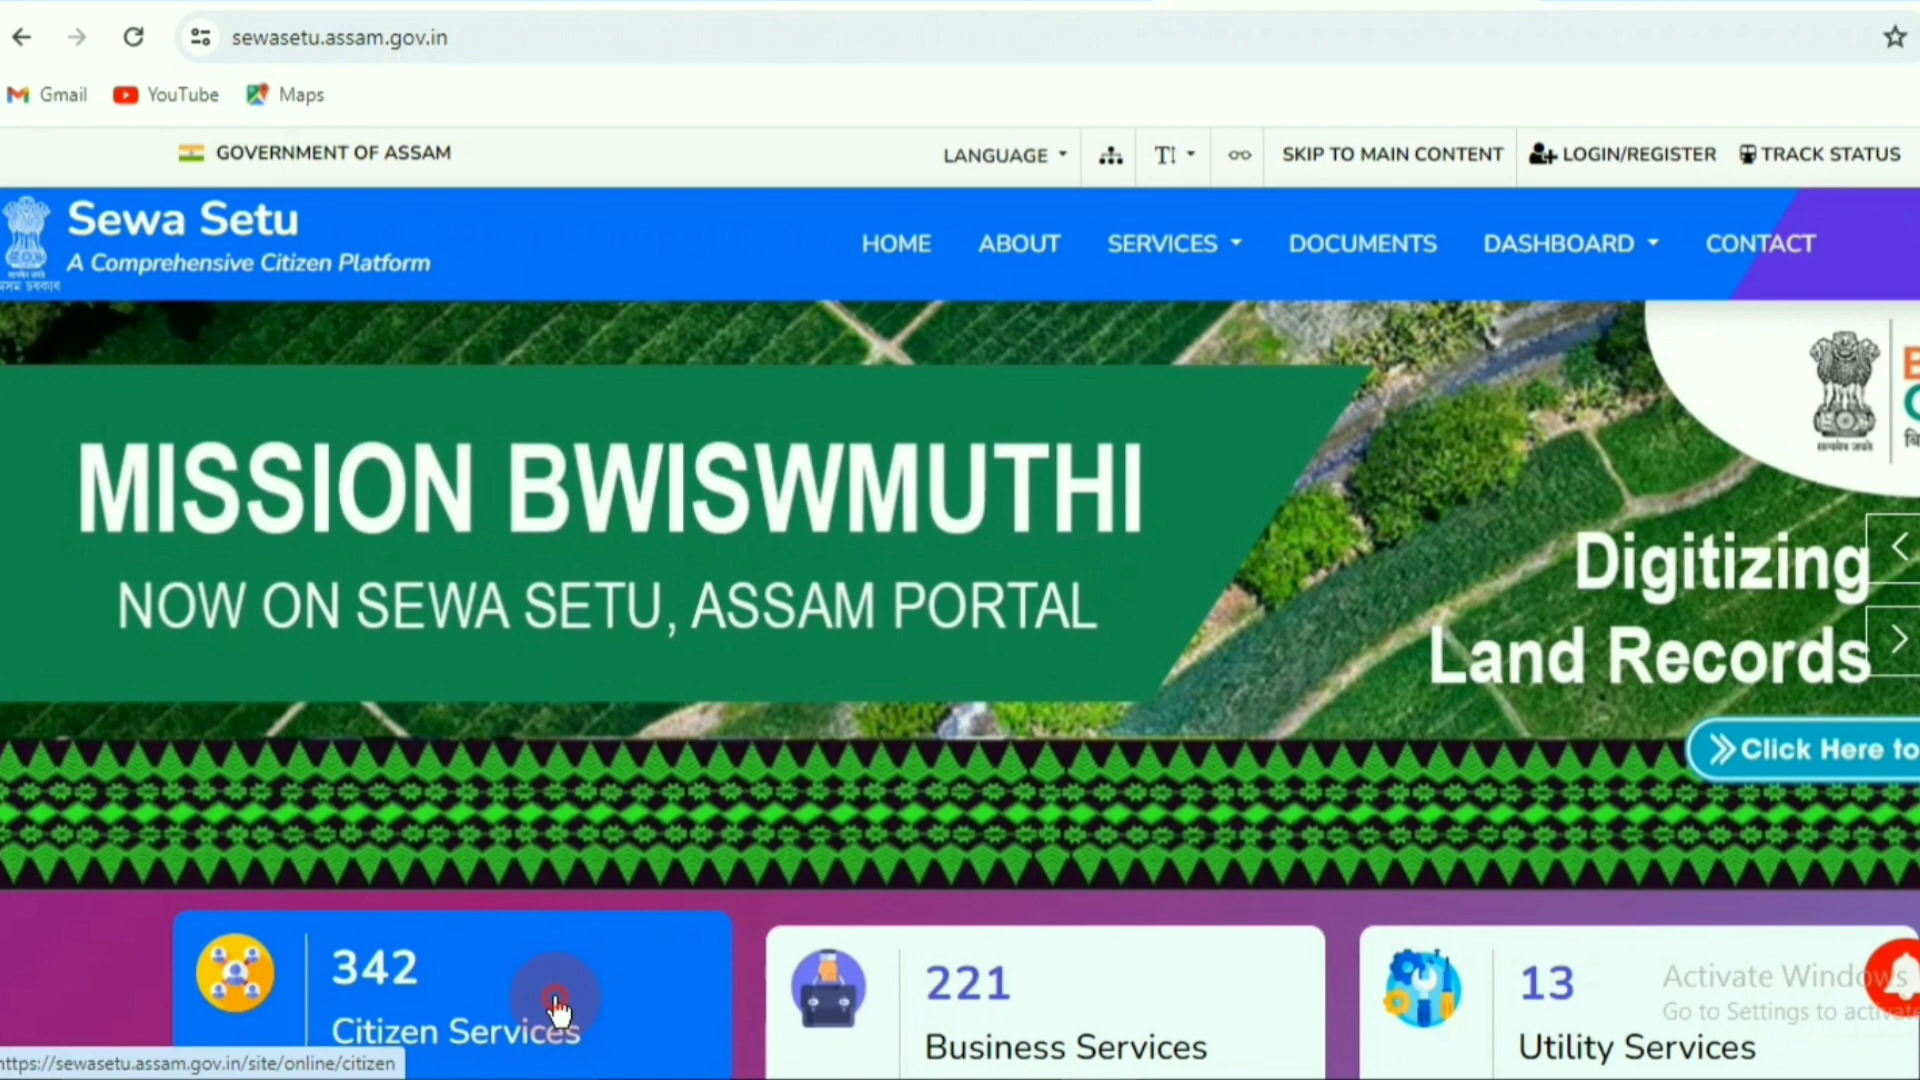 sewasetu.assam.gov.in
Gmail YouTube Maps
GOVERNMENT OF ASSAM LANGUAGE T! SKIP TO MAIN CONTENT LOGIN/REGISTER TRACK STATUS
Sewa Setu
A Comprehensive Citizen Platform
HOME ABOUT SERVICES DOCUMENTS DASHBOARD CONTACT
MISSION BWISWMUTHI
NOW ON SEWA SETU, ASSAM PORTAL
सत्यमेव जयते
Digitizing
Land Records
Click Here to
342
Citizen Services
221
Business Services
13
Utility Services
Activate Windows
Go to Settings to activate
https://sewasetu.assam.gov.in/site/online/citizen